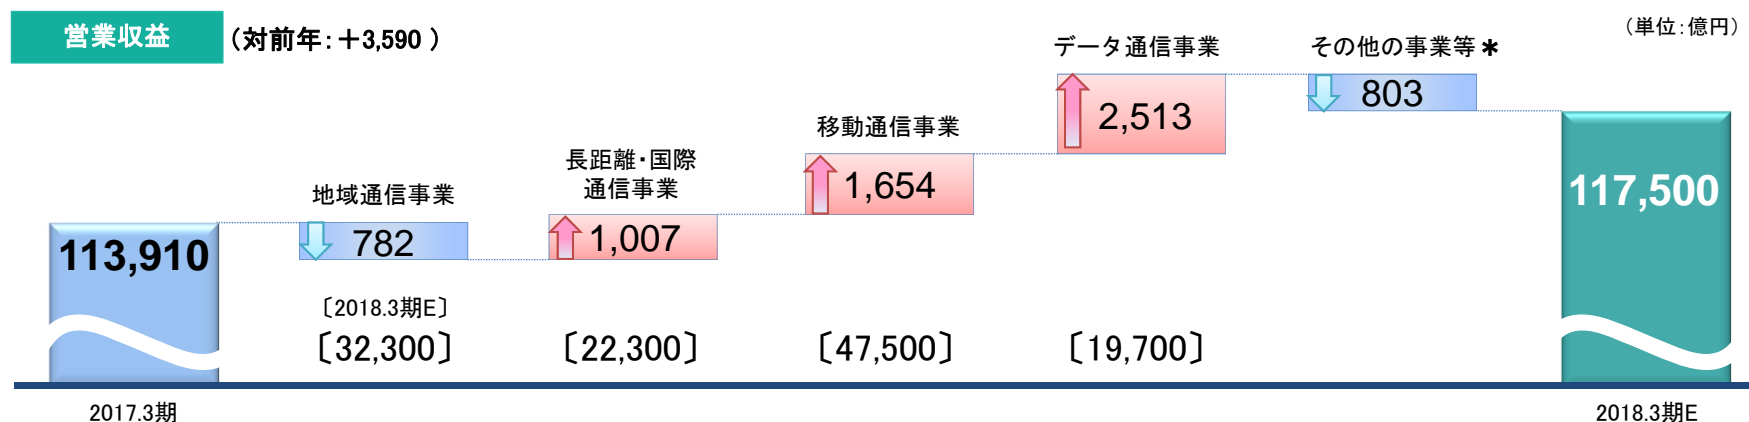 営業収益
（対前年：＋3,590 ）
（単位：億円）
データ通信事業
その他の事業等＊
2,513
803
移動通信事業
1,654
長距離・国際
通信事業
1,007
地域通信事業
782
113,910
117,500
〔2018.3期E〕
〔32,300〕
〔22,300〕
〔47,500〕
〔19,700〕
2017.3期
2018.3期E